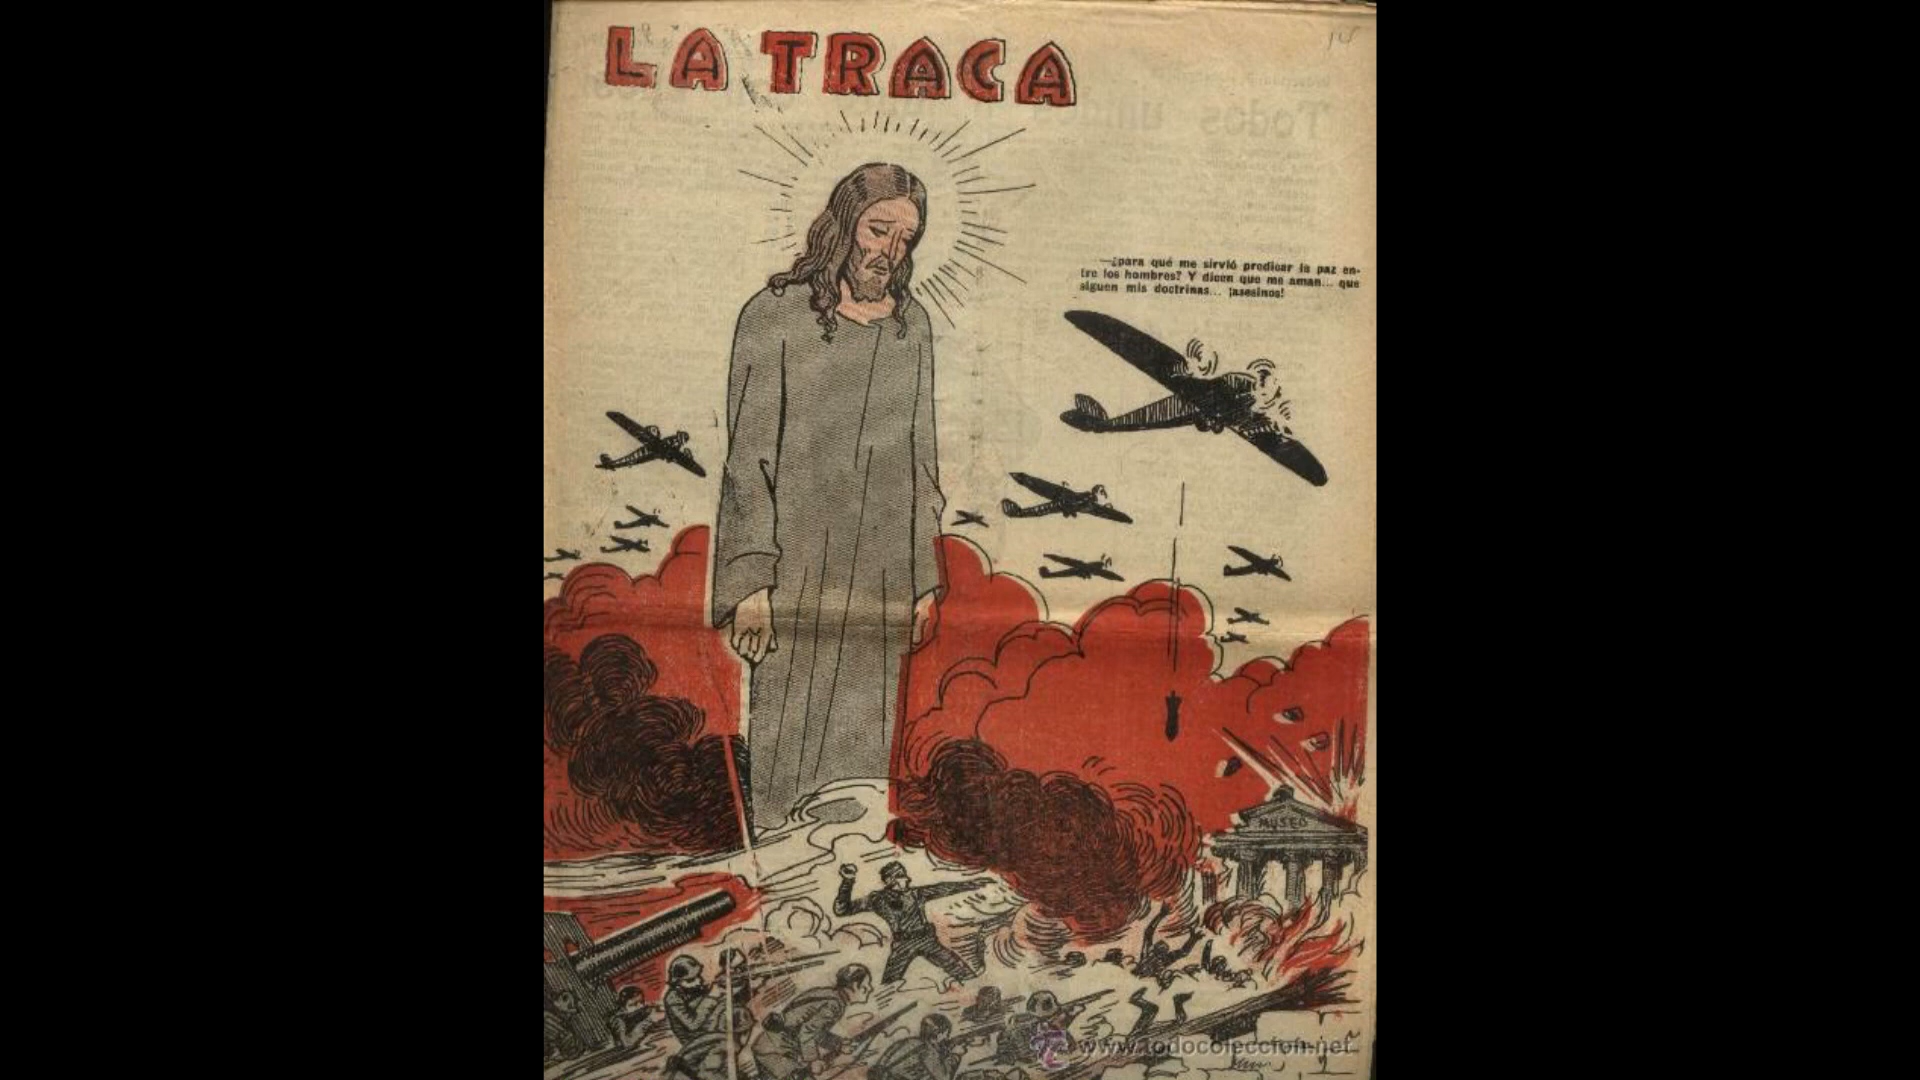 LA TRACA
—¿para qué me sirvió predicar la paz en-
tre los hombres? Y dicen que me aman... que
siguen mis doctrinas... ¡asesinos!
MUSEO
www.todocoleccion.net